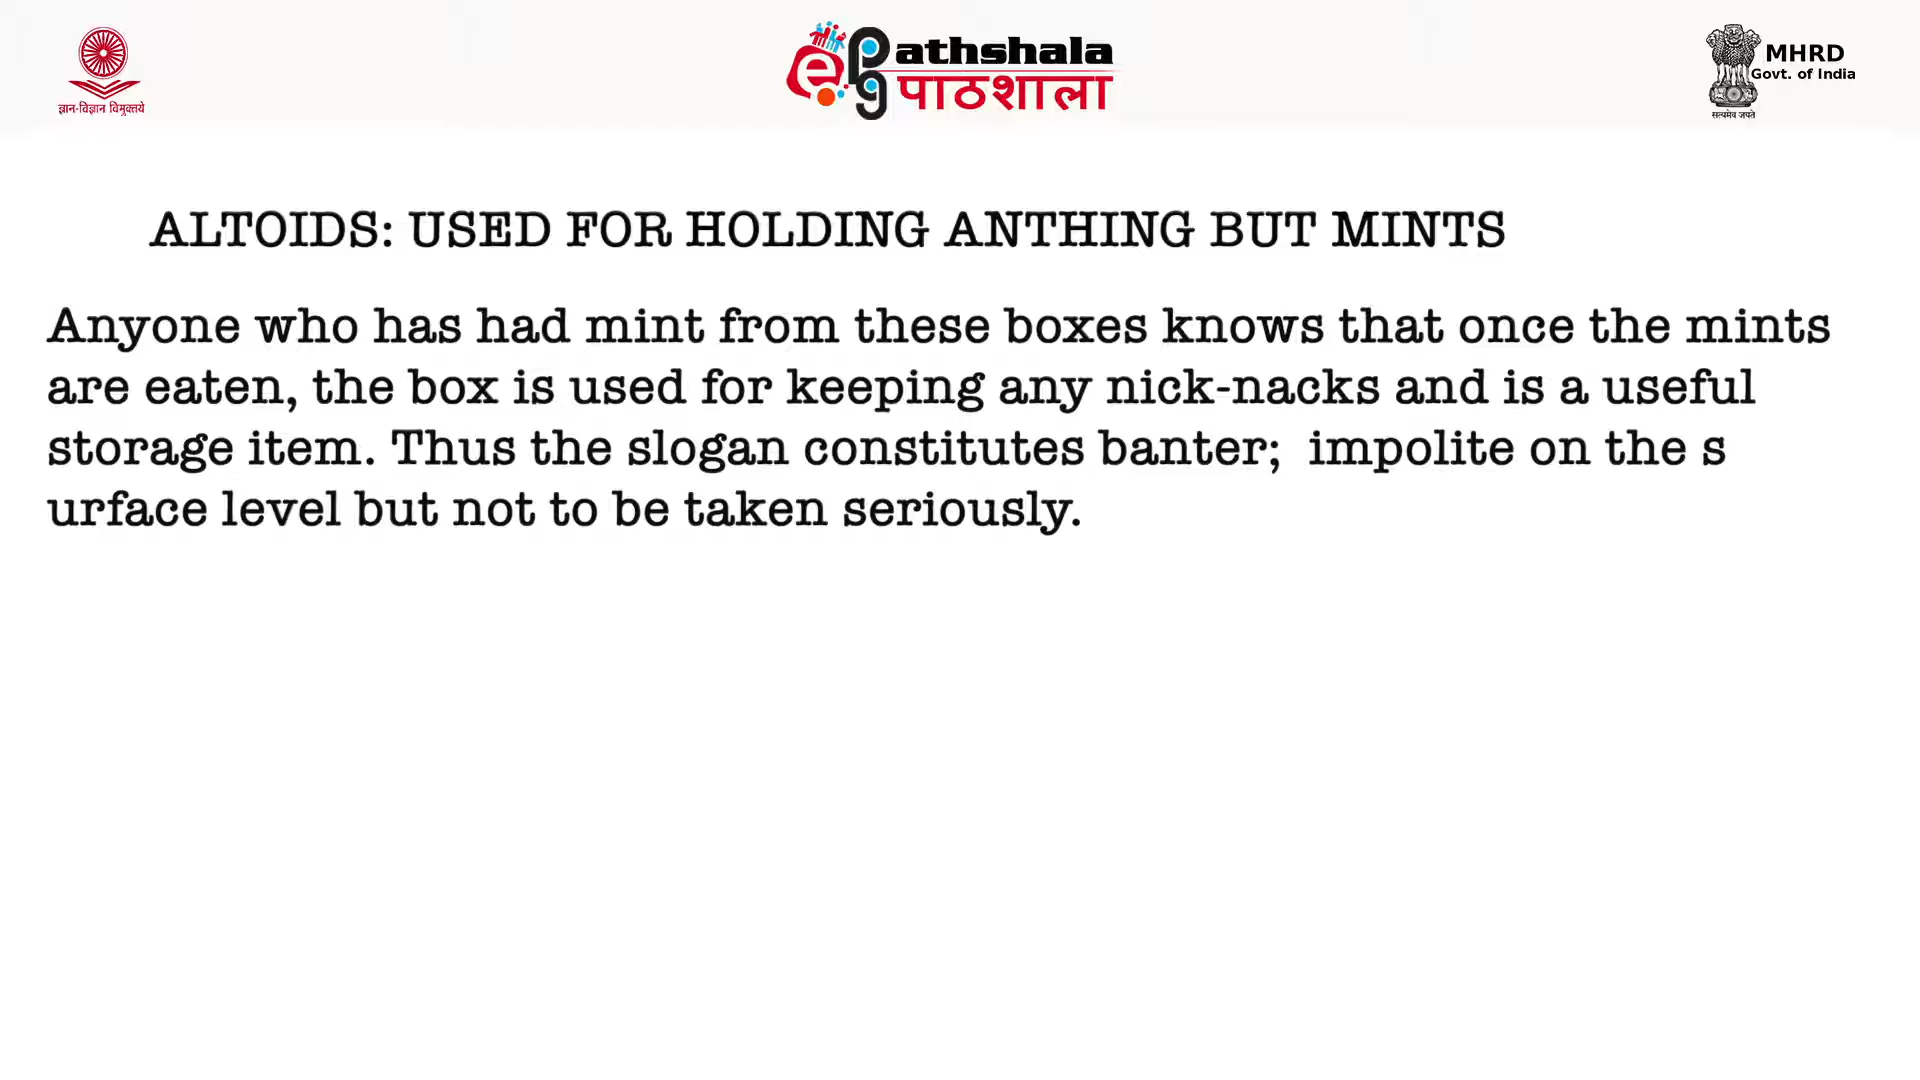 ज्ञान-विज्ञान विमुक्तये
e Pg athshala
पाठशाला
MHRD
Govt. of India
सत्यमेव जयते
ALTOIDS: USED FOR HOLDING ANTHING BUT MINTS
Anyone who has had mint from these boxes knows that once the mints
are eaten, the box is used for keeping any nick-nacks and is a useful
storage item. Thus the slogan constitutes banter;  impolite on the s
urface level but not to be taken seriously.